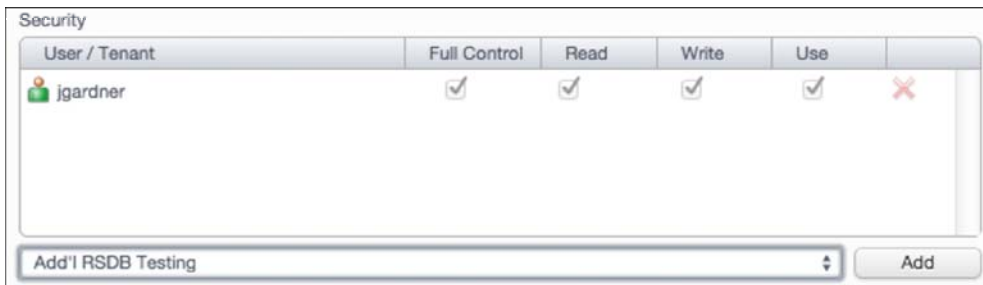 Security
User / Tenant Full Control Read Write Use
jgardner
Add'l RSDB Testing Add